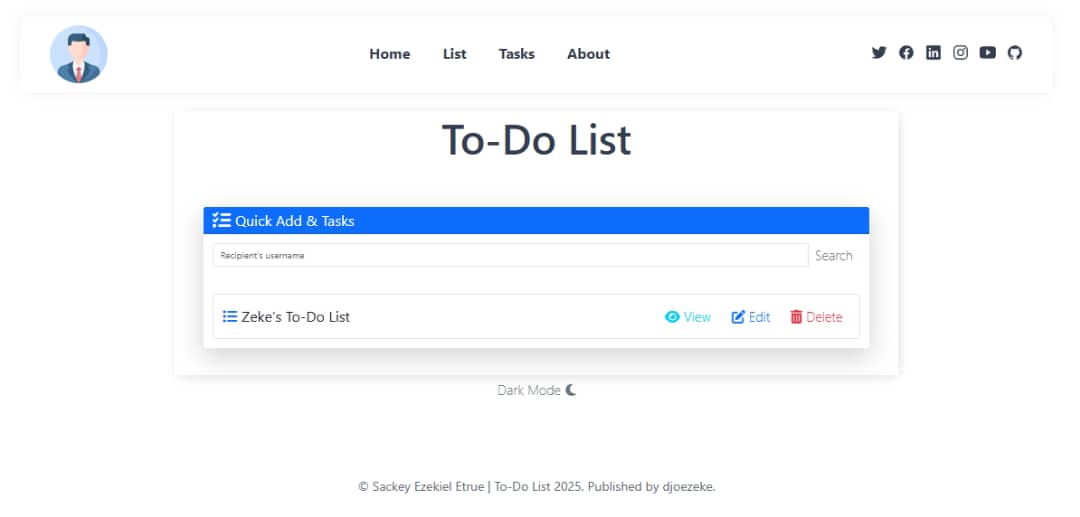 Home List Tasks About
To-Do List
Quick Add & Tasks
Recipient's username Search
Zeke's To-Do List View Edit Delete
Dark Mode
© Sackey Ezekiel Etrue | To-Do List 2025. Published by djoezeke.